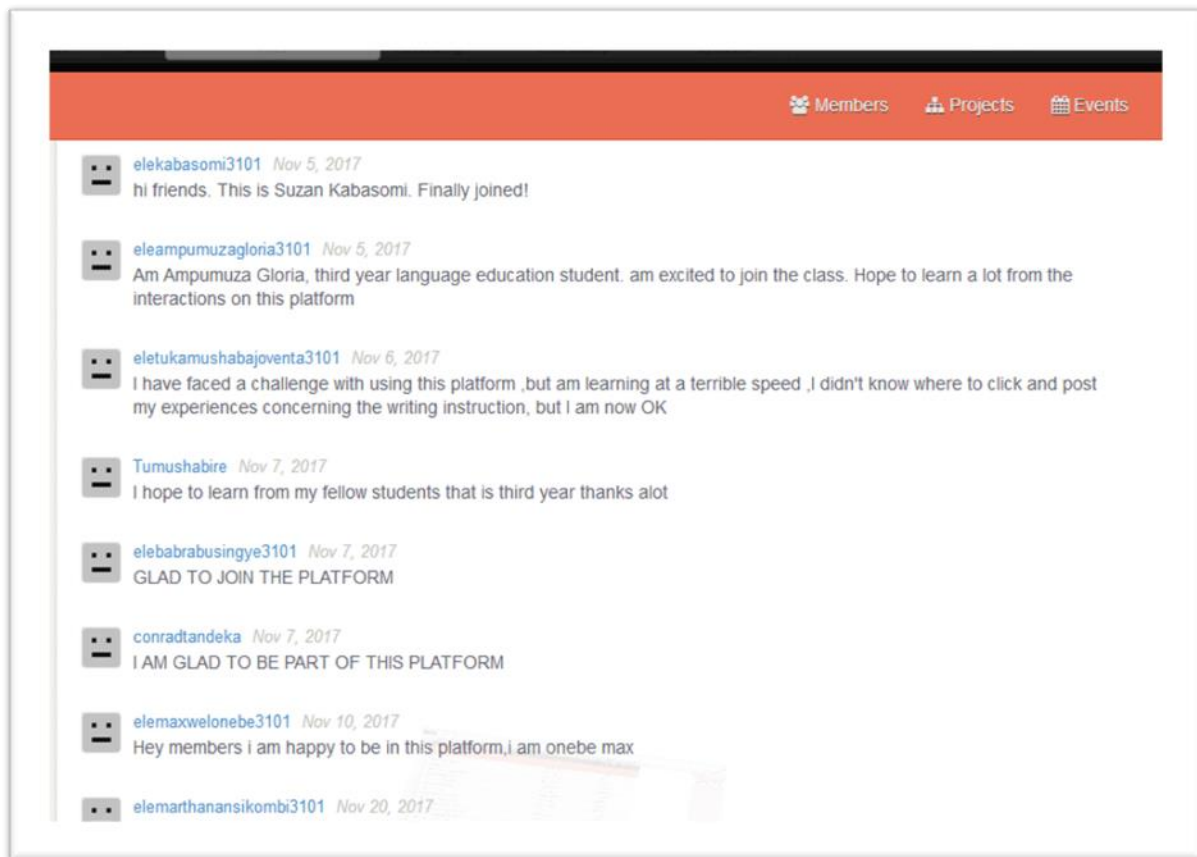 Members Projects Events
elekabasomi3101 Nov 5, 2017
hi friends. This is Suzan Kabasomi. Finally joined!
eleampumuzagloria3101 Nov 5, 2017
Am Ampumuza Gloria, third year language education student. am excited to join the class. Hope to learn a lot from the
interactions on this platform
eletukamushabajoventa3101 Nov 6, 2017
I have faced a challenge with using this platform ,but am learning at a terrible speed ,I didn't know where to click and post
my experiences concerning the writing instruction, but I am now OK
Tumushabire Nov 7, 2017
I hope to learn from my fellow students that is third year thanks alot
elebabrabusingye3101 Nov 7, 2017
GLAD TO JOIN THE PLATFORM
conradtandeka Nov 7, 2017
I AM GLAD TO BE PART OF THIS PLATFORM
elemaxwelonebe3101 Nov 10, 2017
Hey members i am happy to be in this platform,i am onebe max
elemarthanansikombi3101 Nov 20, 2017